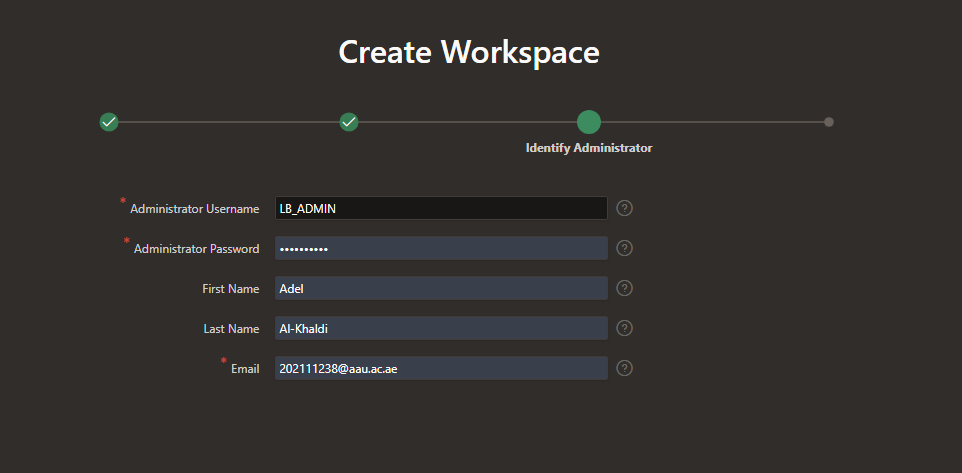 Create Workspace
Identify Administrator
* Administrator Username LB_ADMIN ?
* Administrator Password •••••••••• ?
First Name Adel ?
Last Name Al-Khaldi ?
* Email 202111238@aau.ac.ae ?